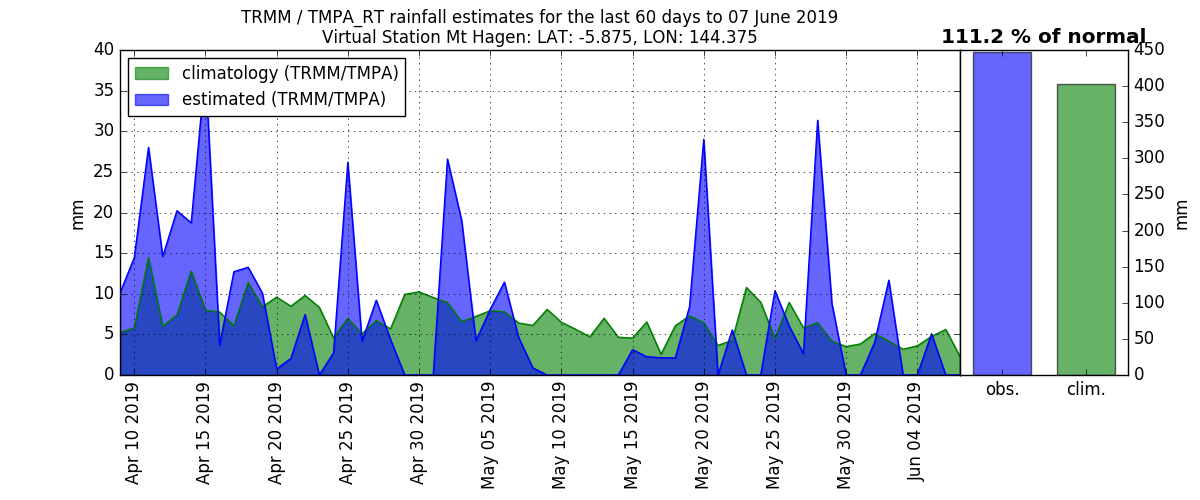 TRMM / TMPA_RT rainfall estimates for the last 60 days to 07 June 2019
Virtual Station Mt Hagen: LAT: -5.875, LON: 144.375
111.2 % of normal
climatology (TRMM/TMPA)
estimated (TRMM/TMPA)
mm
40
35
30
25
20
15
10
5
0
Apr 10 2019
Apr 15 2019
Apr 20 2019
Apr 25 2019
Apr 30 2019
May 05 2019
May 10 2019
May 15 2019
May 20 2019
May 25 2019
May 30 2019
Jun 04 2019
obs.
clim.
450
400
350
300
250
200
150
100
50
0
mm